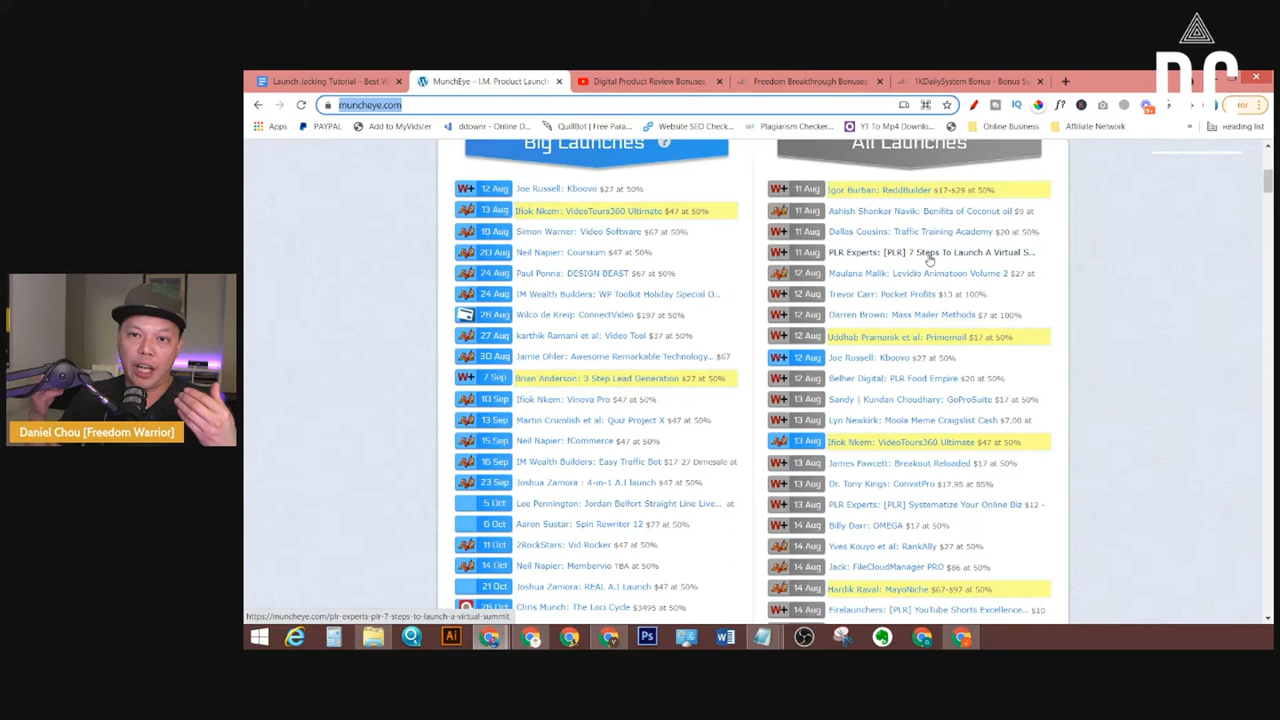 Launch Jacking Tutorial – Best W
MunchEye – I.M. Product Launch
Digital Product Review Bonuses
Freedom Breakthrough Bonuses
1KDailySystem Bonus - Bonus Su
muncheye.com
ror
Apps
PAYPAL
Add to MyVidster
ddownr - Online D...
QuillBot | Free Para...
Website SEO Check...
Plagiarism Checker...
YT To Mp4 Downlo...
Online Business
Affiliate Network
»
Reading list
Big Launches
All Launches
W+ 12 Aug Joe Russell: Kboovo $27 at 50%
13 Aug Ifiok Nkem: VideoTours360 Ultimate $47 at 50%
19 Aug Simon Warner: Video Software $67 at 50%
20 Aug Neil Napier: Coursium $47 at 50%
24 Aug Paul Ponna: DESIGN BEAST $67 at 50%
24 Aug IM Wealth Builders: WP Toolkit Holiday Special O...
26 Aug Wilco de Kreij: ConnectVideo $197 at 50%
27 Aug karthik Ramani et al: Video Tool $37 at 50%
30 Aug Jamie Ohler: Awesome Remarkable Technology... $67
W+ 7 Sep Brian Anderson: 3 Step Lead Generation $27 at 50%
10 Sep Ifiok Nkem: Vinova Pro $47 at 50%
13 Sep Martin Crumlish et al: Quiz Project X $47 at 50%
15 Sep Neil Napier: fCommerce $47 at 50%
16 Sep IM Wealth Builders: Easy Traffic Bot $17-27 Dimesale at
23 Sep Joshua Zamora : 4-in-1 A.I launch $47 at 50%
5 Oct Lee Pennington: Jordan Belfort Straight Line Live... at
6 Oct Aaron Sustar: Spin Rewriter 12 $77 at 50%
11 Oct 2RockStars: Vid Rocker $47 at 50%
14 Oct Neil Napier: Membervio TBA at 50%
21 Oct Joshua Zamora: REAL A.I Launch $47 at 50%
26 Oct Chris Munch: The Loci Cycle $3495 at 50%
W+ 11 Aug Igor Burban: ReddBuilder $17-$29 at 50%
11 Aug Ashish Shankar Navik: Benifits of Coconut oil $9 at
W+ 11 Aug Dallas Cousins: Traffic Training Academy $20 at 50%
W+ 11 Aug PLR Experts: [PLR] 7 Steps To Launch A Virtual S...
12 Aug Maulana Malik: Levidio Animatoon Volume 2 $27 at
W+ 12 Aug Trevor Carr: Pocket Profits $13 at 100%
W+ 12 Aug Darren Brown: Mass Mailer Methods $7 at 100%
W+ 12 Aug Uddhab Pramanik et al: Primemail $17 at 50%
W+ 12 Aug Joe Russell: Kboovo $27 at 50%
W+ 12 Aug Belher Digital: PLR Food Empire $20 at 50%
W+ 13 Aug Sandy | Kundan Choudhary: GoProSuite $17 at 50%
W+ 13 Aug Lyn Newkirk: Moola Meme Craigslist Cash $7.00 at
13 Aug Ifiok Nkem: VideoTours360 Ultimate $47 at 50%
W+ 13 Aug James Fawcett: Breakout Reloaded $17 at 50%
W+ 13 Aug Dr. Tony Kings: ConvatPro $17.95 at 85%
W+ 13 Aug PLR Experts: [PLR] Systematize Your Online Biz $12 -
W+ 14 Aug Billy Darr: OMEGA $17 at 50%
14 Aug Yves Kouyo et al: RankAlly $27 at 50%
14 Aug Jack: FileCloudManager PRO $86 at 50%
14 Aug Hardik Raval: MayoNiche $67-$97 at 50%
W+ 14 Aug Firelaunchers: [PLR] YouTube Shorts Excellence... $10
https://muncheye.com/plr-experts-plr-7-steps-to-launch-a-virtual-summit
Daniel Chou [Freedom Warrior]